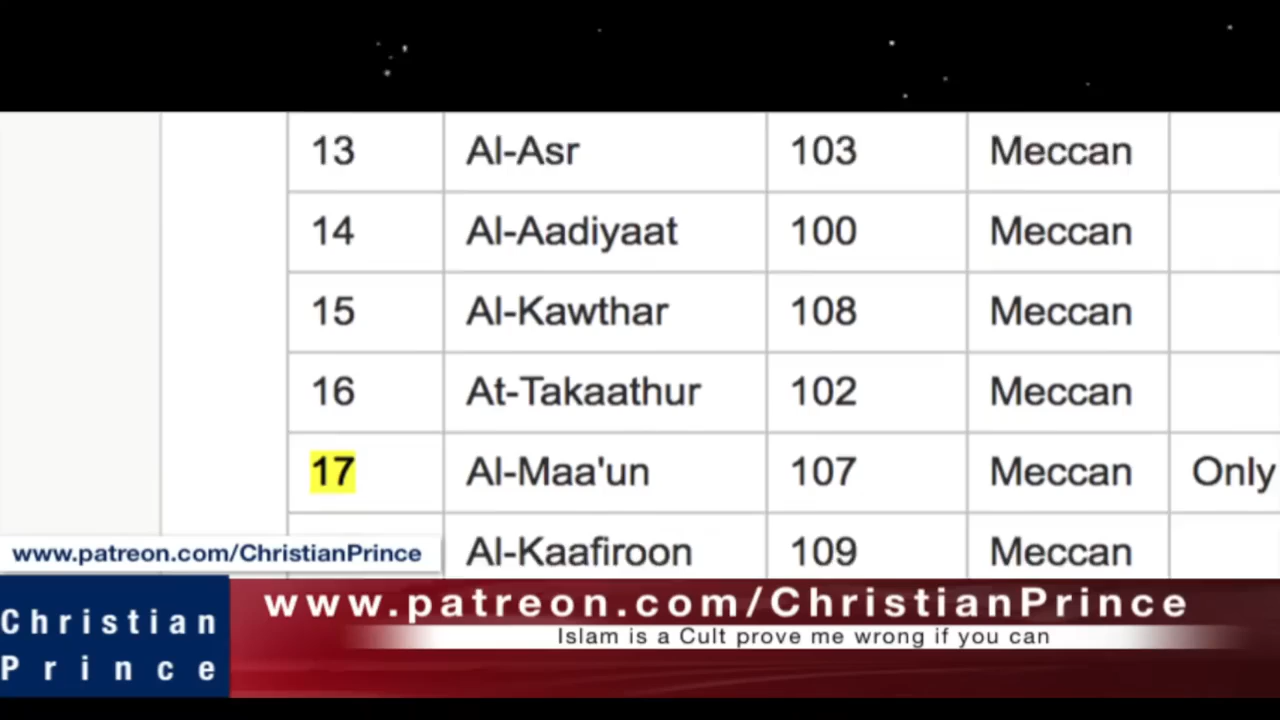 13 Al-Asr 103 Meccan
14 Al-Aadiyaat 100 Meccan
15 Al-Kawthar 108 Meccan
16 At-Takaathur 102 Meccan
17 Al-Maa'un 107 Meccan Only
Al-Kaafiroon 109 Meccan
www.patreon.com/ChristianPrince
www.patreon.com/ChristianPrince
Islam is a Cult prove me wrong if you can
Christian
Prince